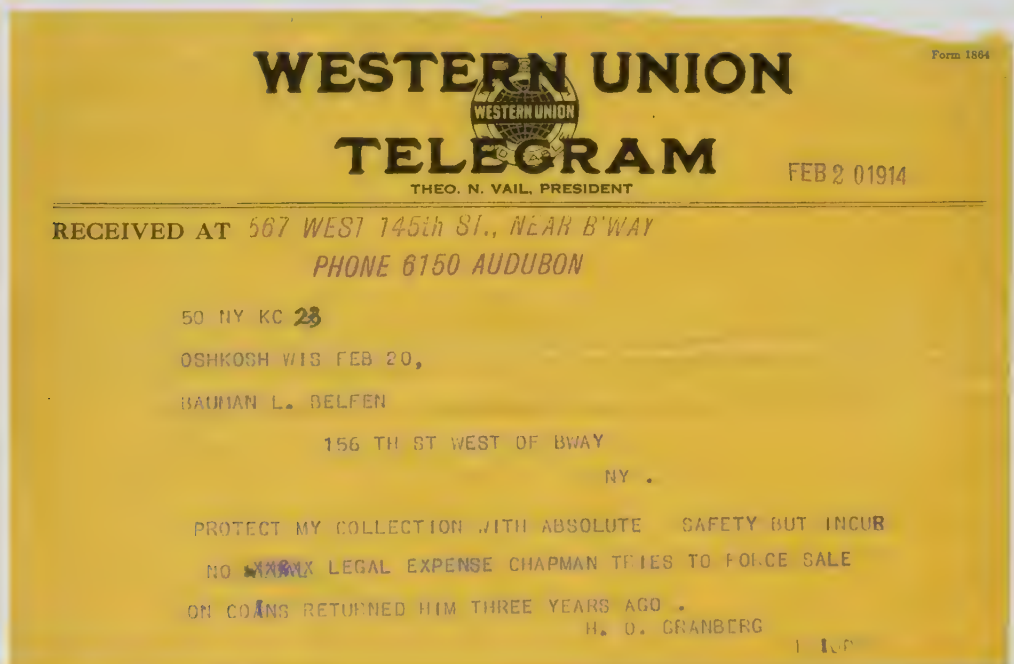 Form 1864
WESTERN UNION
WESTERN UNION
TELEGRAM
THEO. N. VAIL, PRESIDENT
FEB 2 01914
RECEIVED AT 567 WEST 145th St., NEAR B'WAY
PHONE 6150 AUDUBON
50 NY KC 23
OSHKOSH WIS FEB 20,
BAUMAN L. BELFEN
156 TH ST WEST OF BWAY
NY .
PROTECT MY COLLECTION WITH ABSOLUTE SAFETY BUT INCUR
NO LEGAL EXPENSE CHAPMAN TRIES TO FORCE SALE
ON COINS RETURNED HIM THREE YEARS AGO .
H. O. GRANBERG